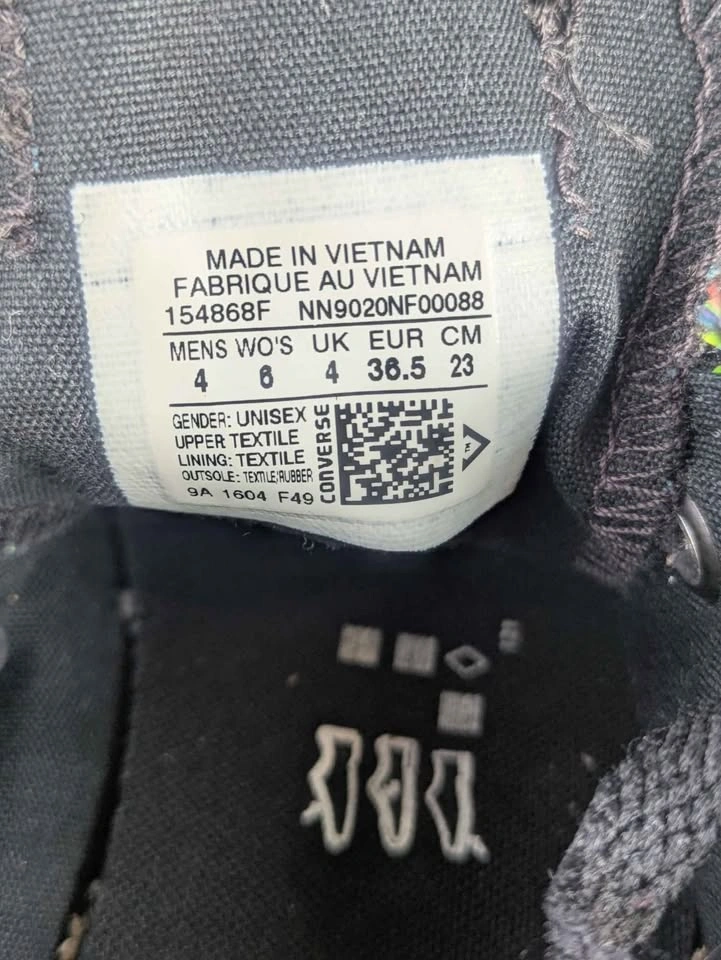 MADE IN VIETNAM
FABRIQUE AU VIETNAM
154868F NN9020NF00088
MENS WO'S UK EUR CM
4 6 4 36.5 23
GENDER: UNISEX
UPPER: TEXTILE
LINING: TEXTILE
OUTSOLE: TEXTILE/RUBBER
9A 1604 F49
CONVERSE